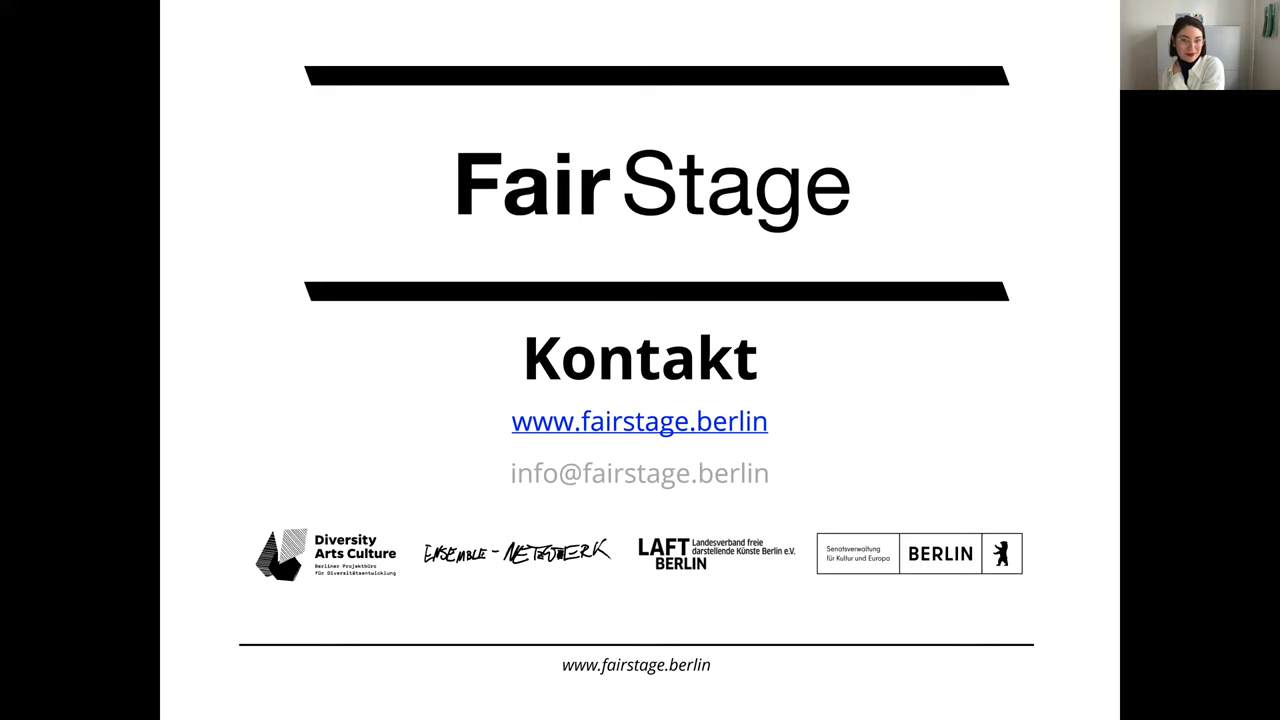 Fair Stage
Kontakt
www.fairstage.berlin
info@fairstage.berlin
Diversity
Arts Culture
Berliner Projektbüro
für Diversitätsentwicklung
ENSEMBLE-NETZWERK
LAFT
BERLIN
Landesverband freie
darstellende Künste Berlin e.V.
Senatsverwaltung
für Kultur und Europa
BERLIN
www.fairstage.berlin